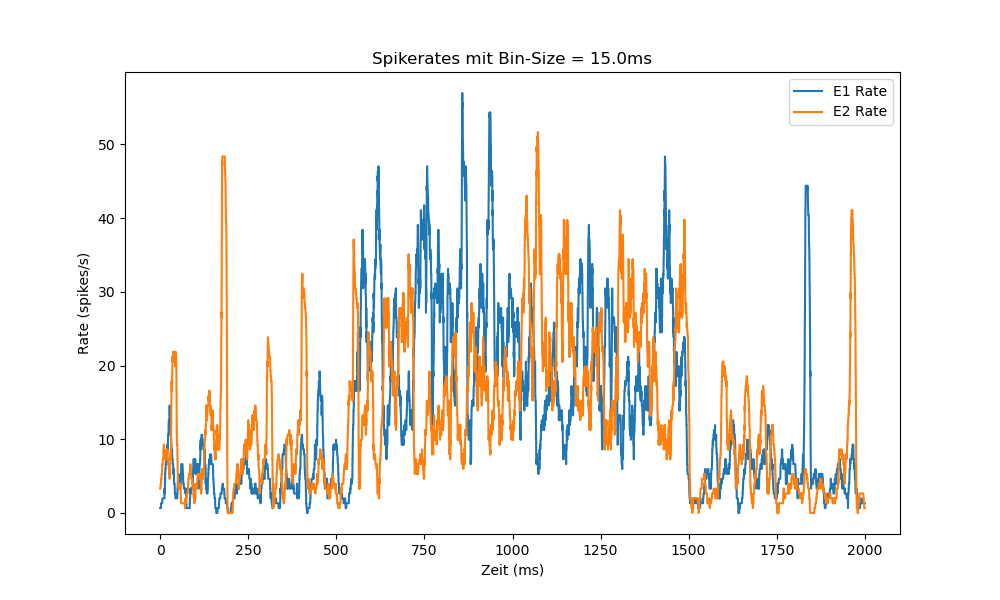 Spikerates mit Bin-Size = 15.0ms
E1 Rate
E2 Rate
Rate (spikes/s)
50
40
30
20
10
0
0 250 500 750 1000 1250 1500 1750 2000
Zeit (ms)